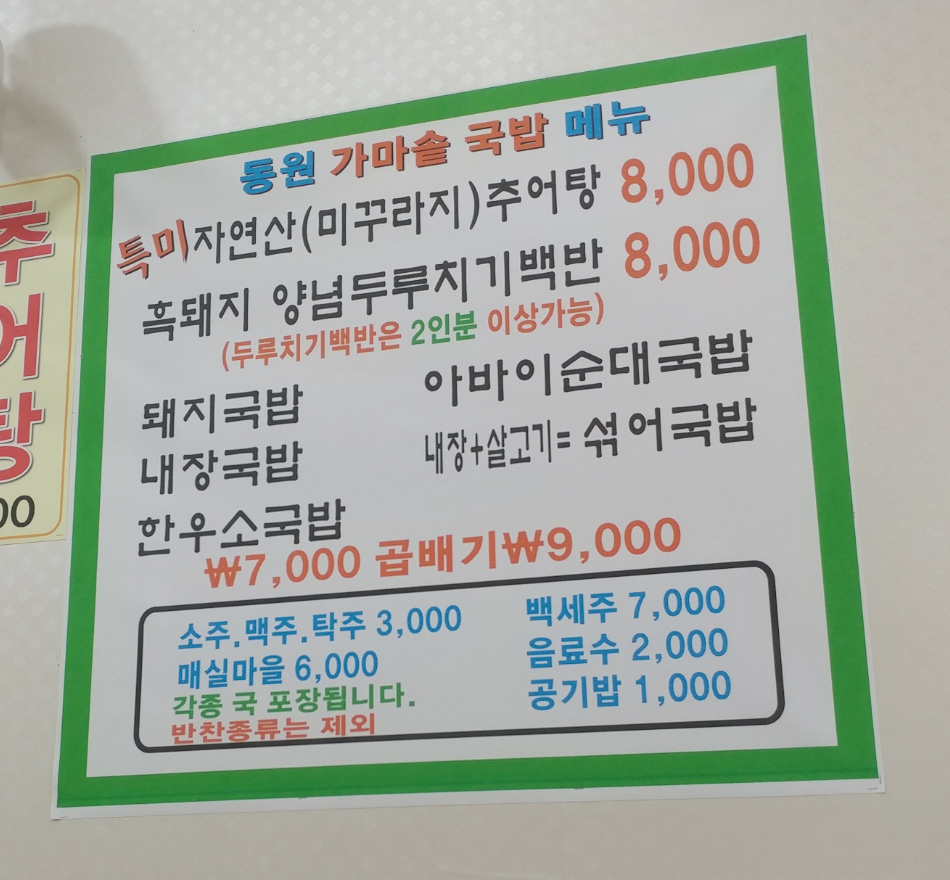 동원 가마솥 국밥 메뉴
특미자연산(미꾸라지)추어탕 8,000
흑돼지 양념두루치기백반 8,000
(두루치기백반은 2인분 이상가능)
돼지국밥
아바이순대국밥
내장국밥
내장+살고기=섞어국밥
한우소국밥
₩7,000 곱배기₩9,000
소주.맥주.탁주 3,000
매실마을 6,000
각종 국 포장됩니다.
반찬종류는 제외
백세주 7,000
음료수 2,000
공기밥 1,000
추
어
탕
00